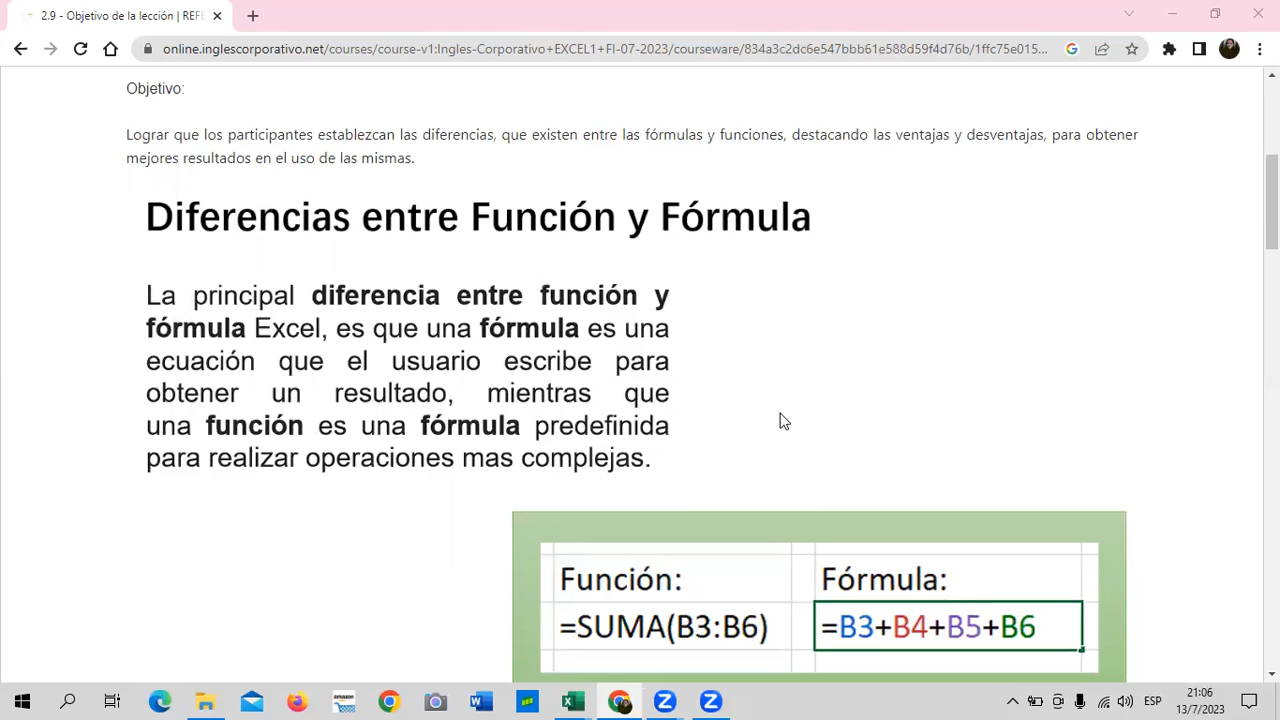 2.9 - Objetivo de la lección | REFE
online.inglescorporativo.net/courses/course-v1:Ingles-Corporativo+EXCEL1+FI-07-2023/courseware/834a3c2dc6e547bbb61e588d59f4d76b/1ffc75e015...
Objetivo:
Lograr que los participantes establezcan las diferencias, que existen entre las fórmulas y funciones, destacando las ventajas y desventajas, para obtener
mejores resultados en el uso de las mismas.
Diferencias entre Función y Fórmula
La principal diferencia entre función y
fórmula Excel, es que una fórmula es una
ecuación que el usuario escribe para
obtener un resultado, mientras que
una función es una fórmula predefinida
para realizar operaciones mas complejas.
Función: Fórmula:
=SUMA(B3:B6) =B3+B4+B5+B6
ESP
21:06
13/7/2023